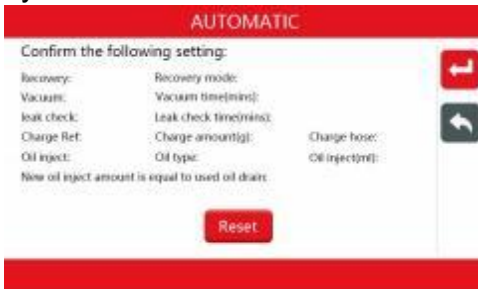 AUTOMATIC
Confirm the following setting:
Recovery: Recovery mode:
Vacuum: Vacuum time(mins):
leak check: Leak check time(mins):
Charge Ref: Charge amount(g): Charge hose:
Oil inject: Oil type: Oil inject(ml):
New oil inject amount is equal to used oil drain:
Reset